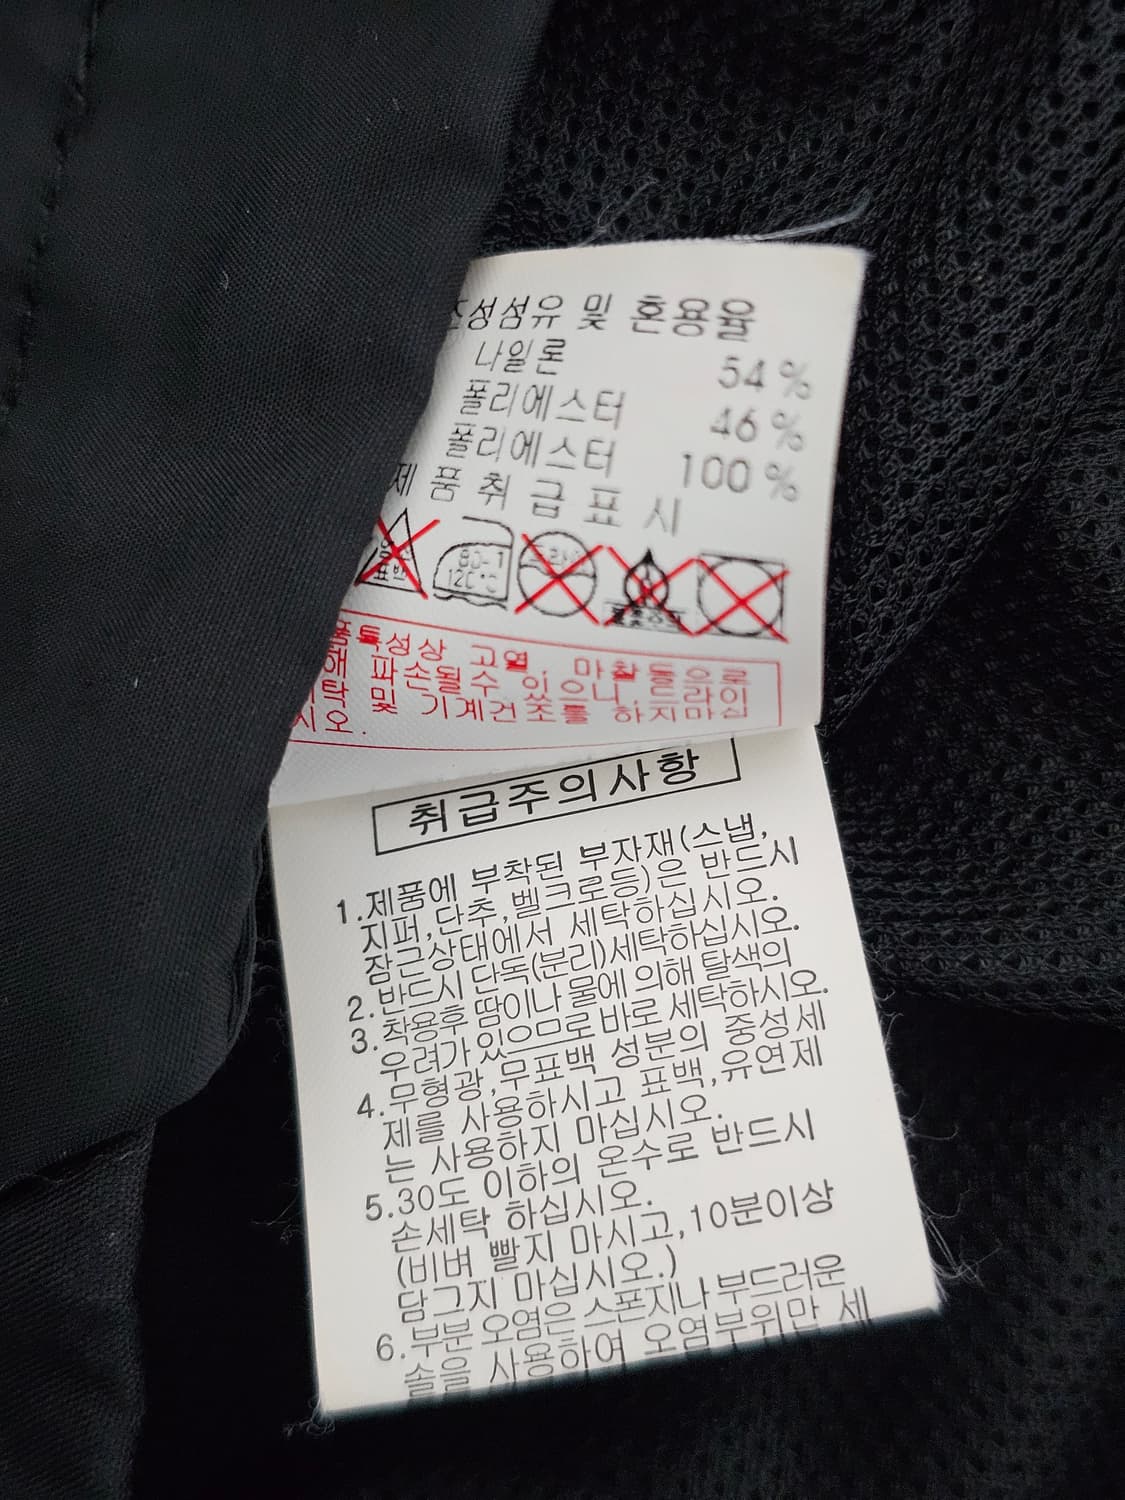 조성섬유 및 혼용율
나일론 54 %
폴리에스터 46 %
폴리에스터 100 %
제 품 취 급 표 시
80-1
120°C
드라이
품특성상 고열, 마찰 등으로
해 파손될수 있으니, 드라이
탁 및 기계건조를 하지마십
시오.
취급주의사항
1.제품에 부착된 부자재(스냅,
지퍼,단추,벨크로등)은 반드시
잠근상태에서 세탁하십시오.
2.반드시 단독(분리)세탁하십시오.
3.착용후 땀이나 물에 의해 탈색의
우려가 있으므로 바로 세탁하시오.
4.무형광,무표백 성분의 중성세
제를 사용하시고 표백,유연제
는 사용하지 마십시오.
5.30도 이하의 온수로 반드시
손세탁 하십시오.
(비벼 빨지 마시고,10분이상
담그지 마십시오.)
6.부분 오염은 스폰지나 부드러운
솔을 사용하여 오염부위만 세